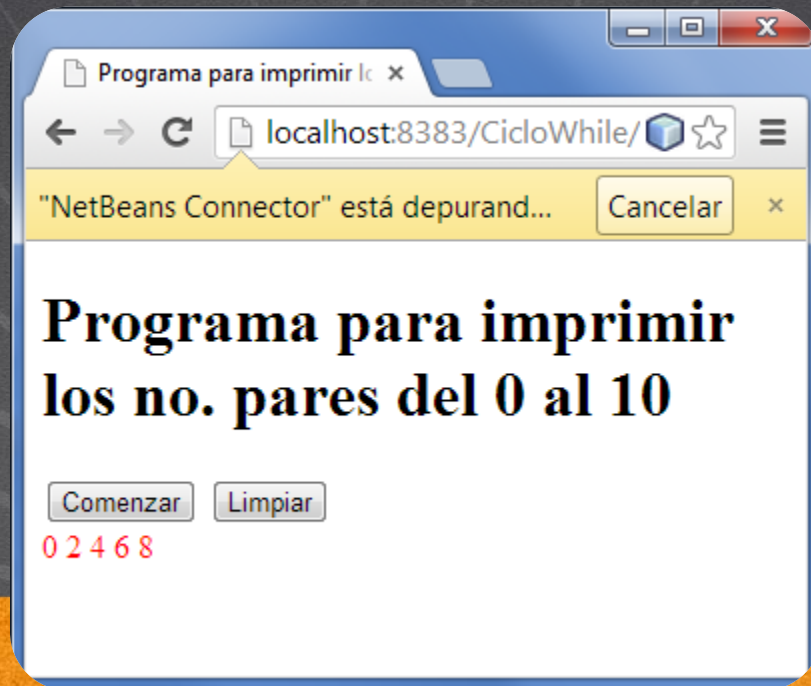 Programa para imprimir
localhost:8383/CicloWhile/
"NetBeans Connector" está depurand... Cancelar
Programa para imprimir
los no. pares del 0 al 10
Comenzar Limpiar
0 2 4 6 8